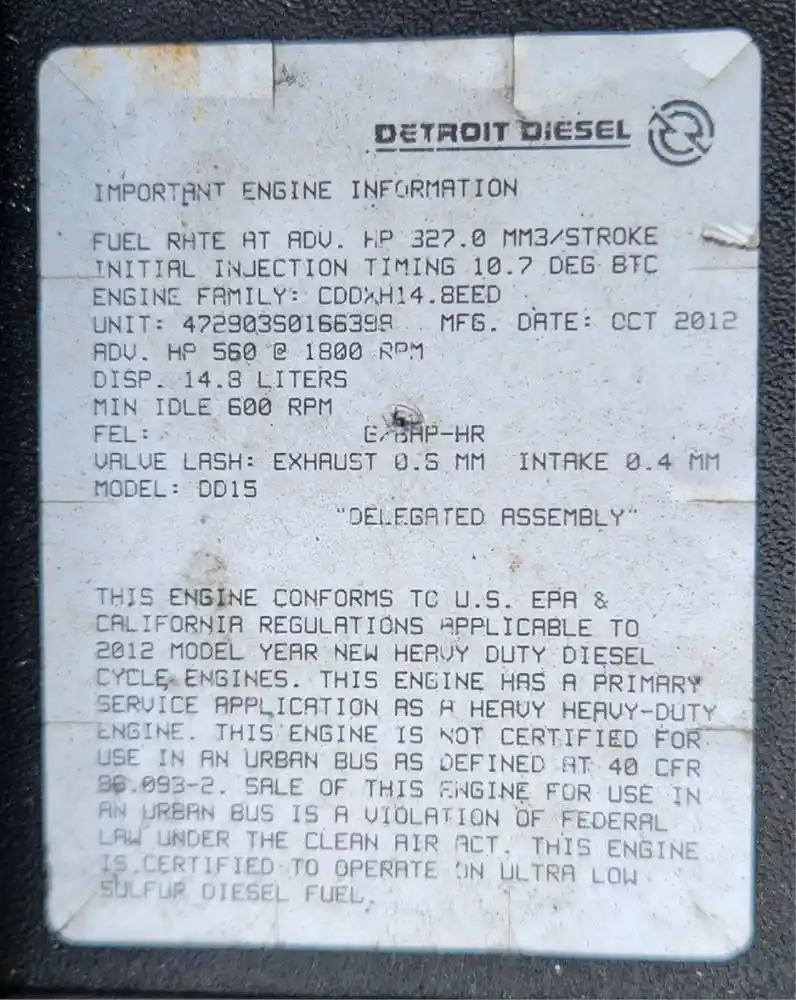 DETROIT DIESEL
IMPORTANT ENGINE INFORMATION
FUEL RATE AT ADV. HP 327.0 MM3/STROKE
INITIAL INJECTION TIMING 10.7 DEG BTC
ENGINE FAMILY: CDDXH14.8EED
UNIT: MFG. DATE: OCT 2012
ADV. HP 560 @ 1800 RPM
DISP. 14.8 LITERS
MIN IDLE 600 RPM
FEL: G/BHP-HR
VALVE LASH: EXHAUST 0.5 MM INTAKE 0.4 MM
MODEL: DD15
"DELEGATED ASSEMBLY"
THIS ENGINE CONFORMS TO U.S. EPA &
CALIFORNIA REGULATIONS APPLICABLE TO
2012 MODEL YEAR NEW HEAVY DUTY DIESEL
CYCLE ENGINES. THIS ENGINE HAS A PRIMARY
SERVICE APPLICATION AS A HEAVY HEAVY-DUTY
ENGINE. THIS ENGINE IS NOT CERTIFIED FOR
USE IN AN URBAN BUS AS DEFINED AT 40 CFR
86.093-2. SALE OF THIS ENGINE FOR USE IN
AN URBAN BUS IS A VIOLATION OF FEDERAL
LAW UNDER THE CLEAN AIR ACT. THIS ENGINE
IS CERTIFIED TO OPERATE ON ULTRA LOW
SULFUR DIESEL FUEL.